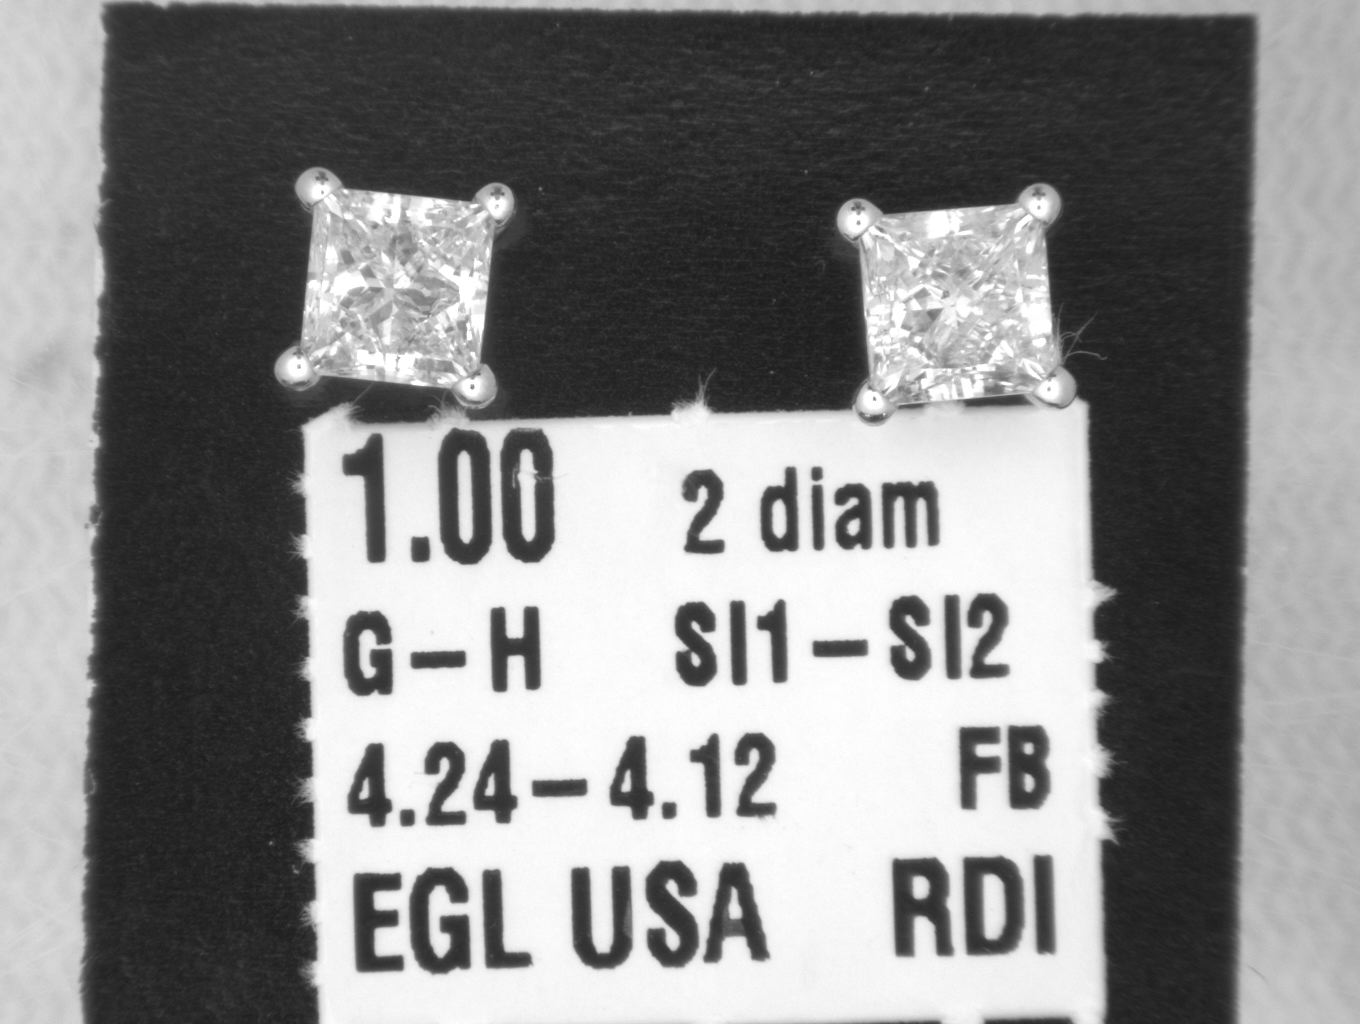 1.00 2 diam
G-H SI1-SI2
4.24-4.12 FB
EGL USA RDI